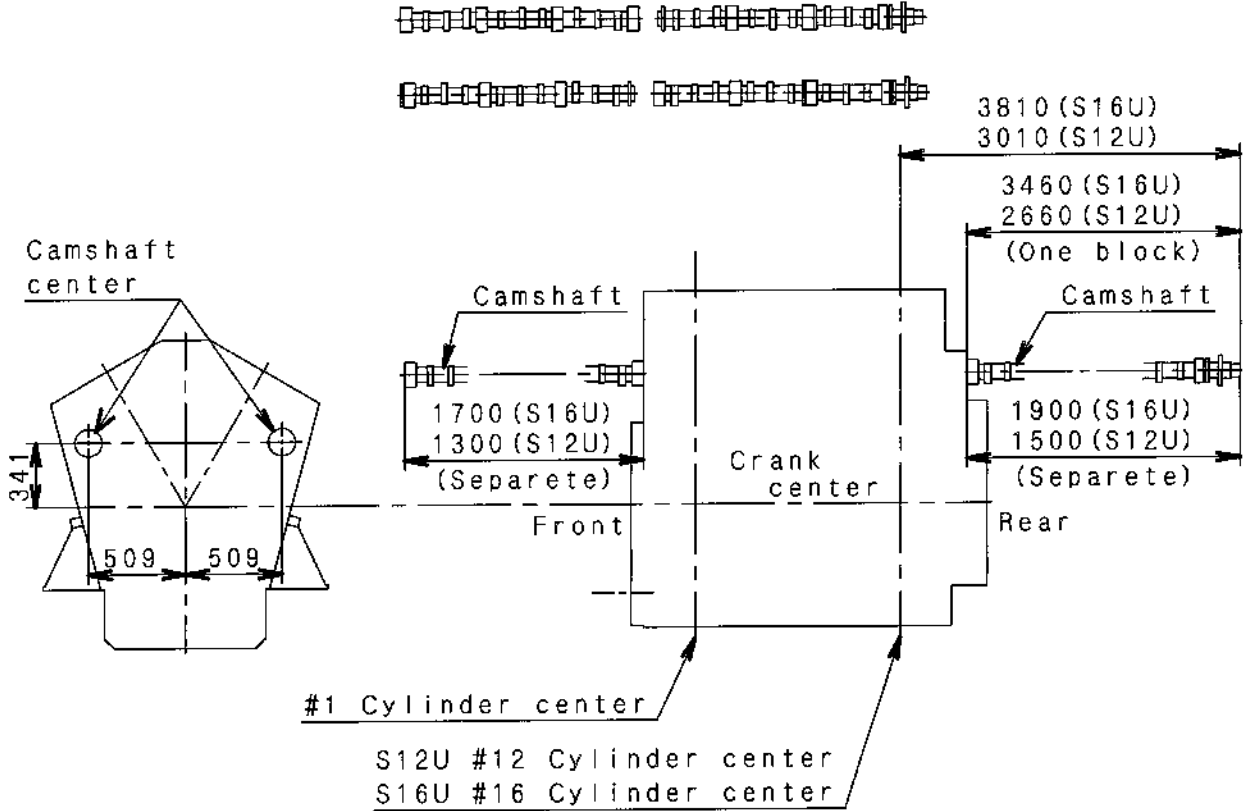 3810(S16U)
3010(S12U)
3460(S16U)
2660(S12U)
(One block)
Camshaft
center
Camshaft
Camshaft
1700(S16U)
1300(S12U)
(Separete)
1900(S16U)
1500(S12U)
(Separete)
341
Crank
center
Front
Rear
509
509
#1 Cylinder center
S12U #12 Cylinder center
S16U #16 Cylinder center